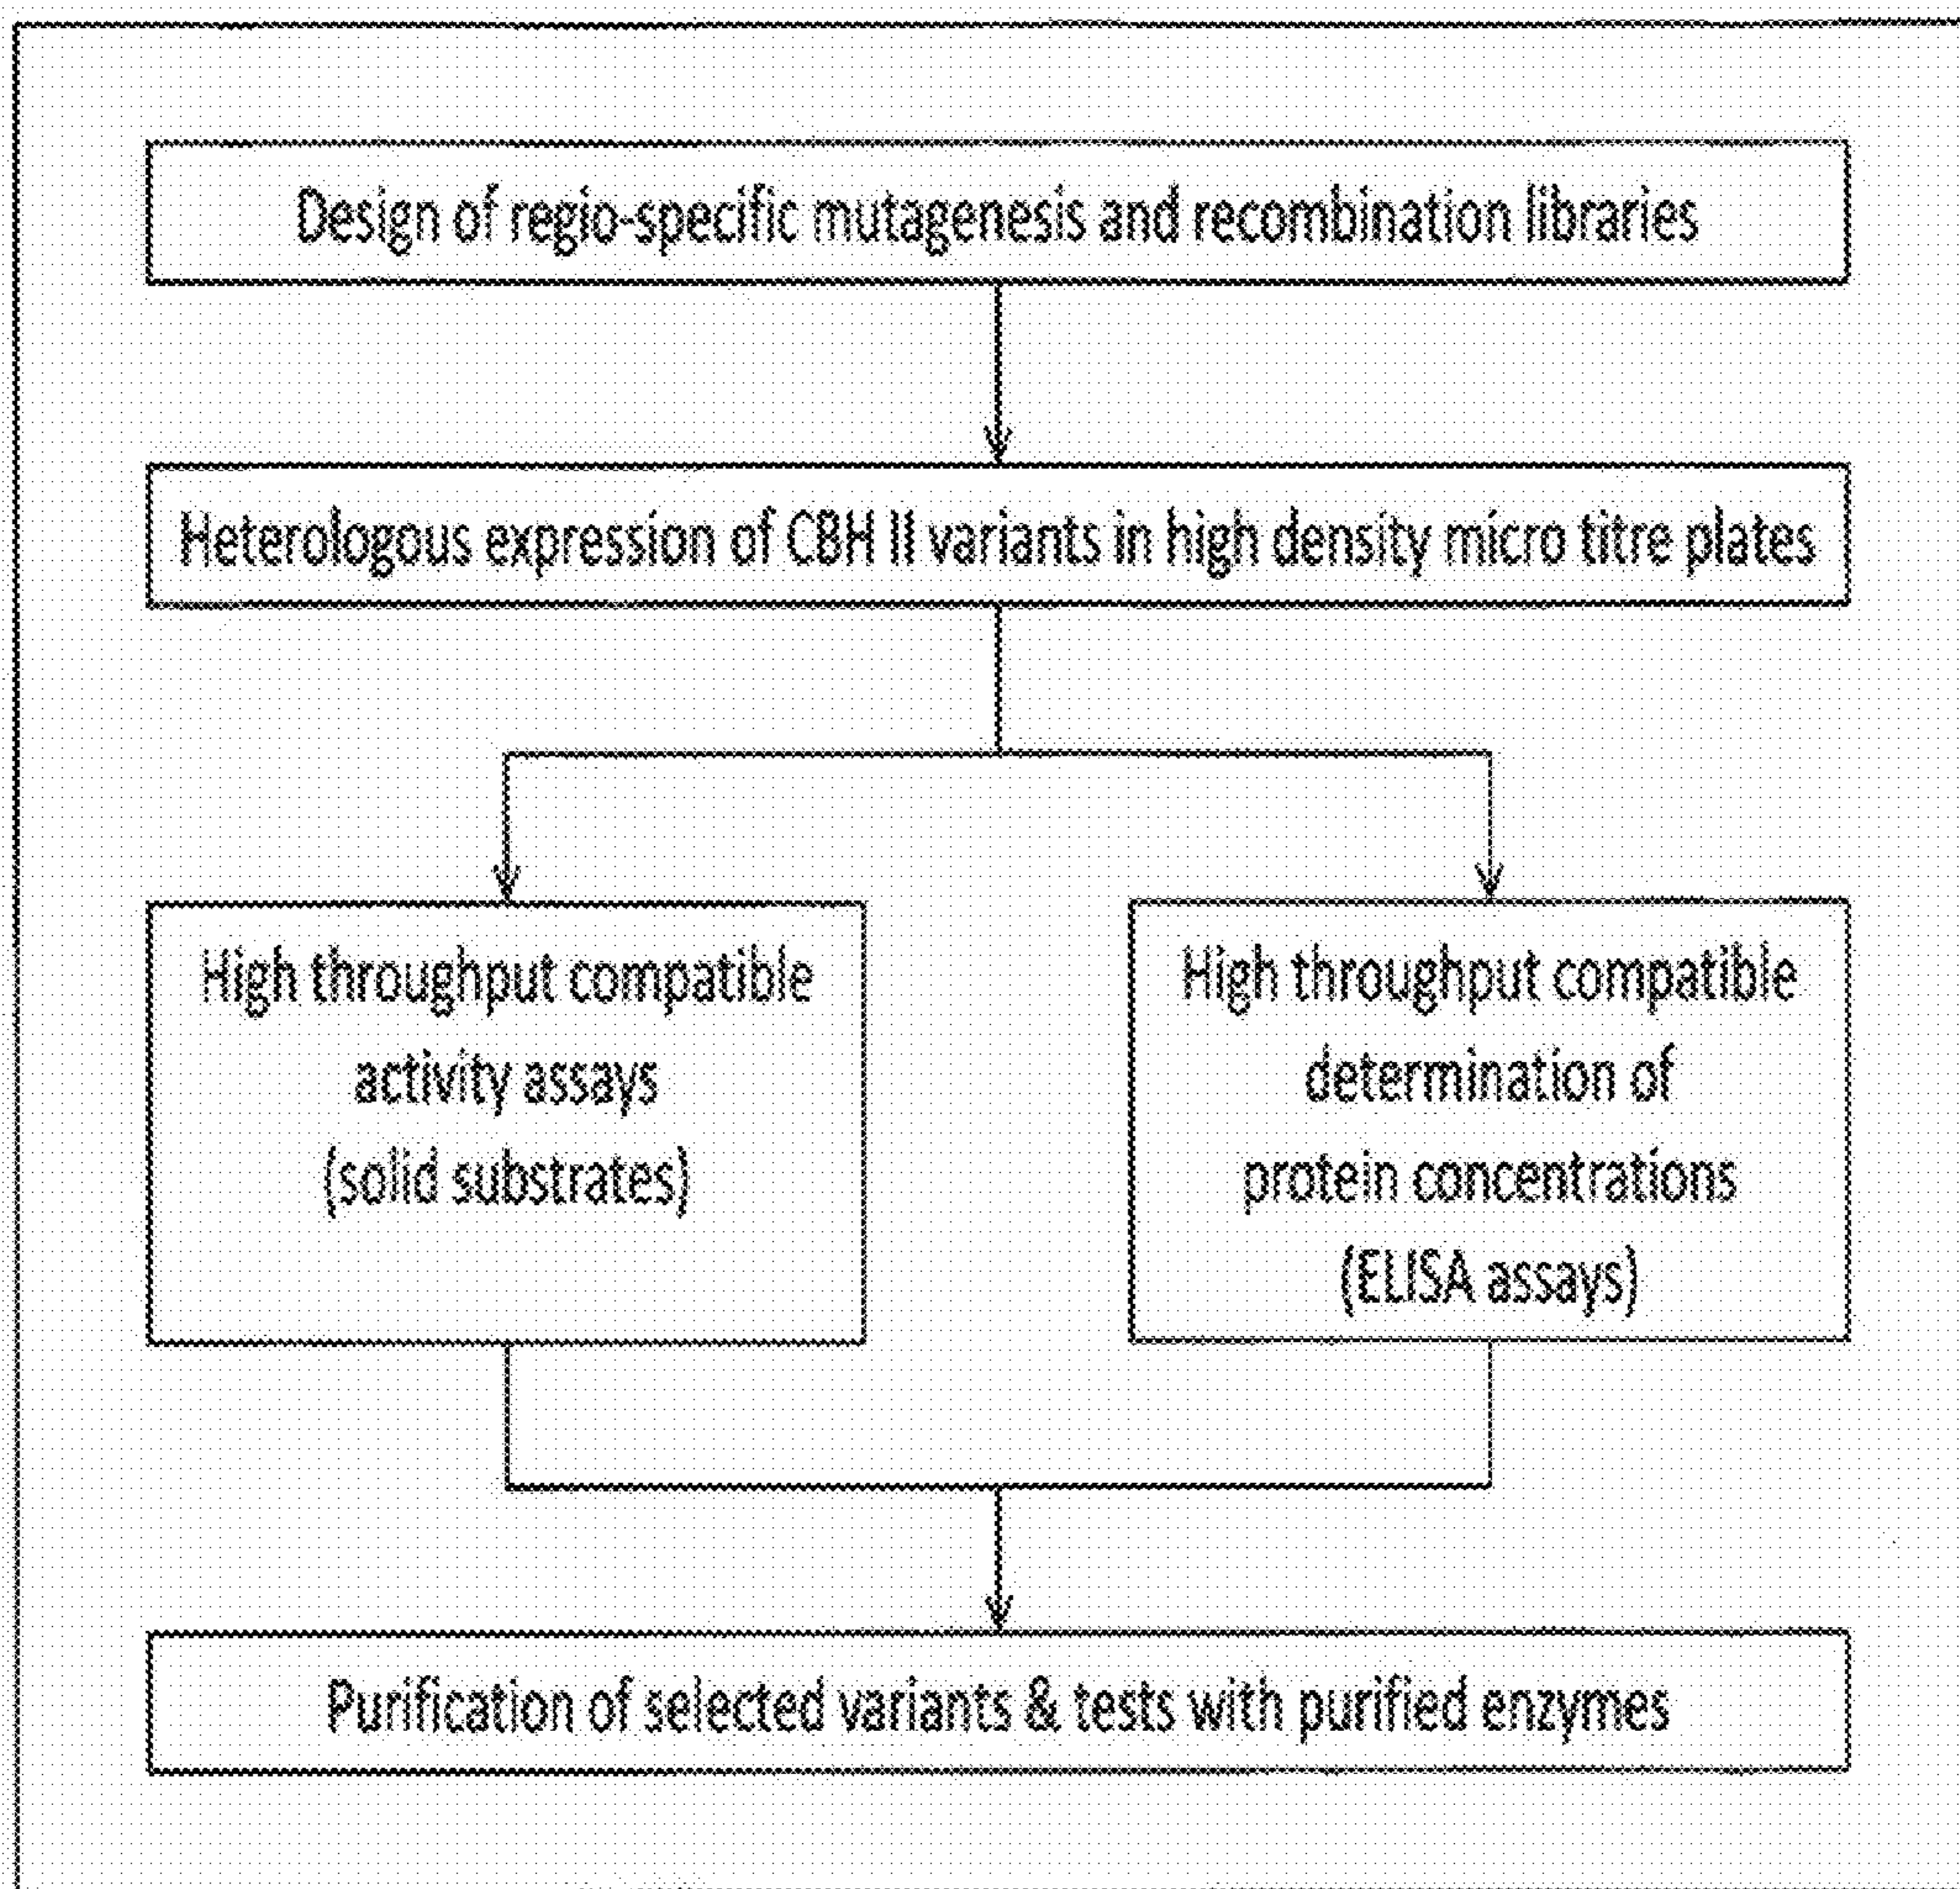 Design of regio-specific mutagenesis and recombination libraries
Heterologous expression of CBH II variants in high density micro titre plates
High throughput compatible
activity assays
(solid substrates)
High throughput compatible
determination of
protein concentrations
(ELISA assays)
Purification of selected variants & tests with purified enzymes